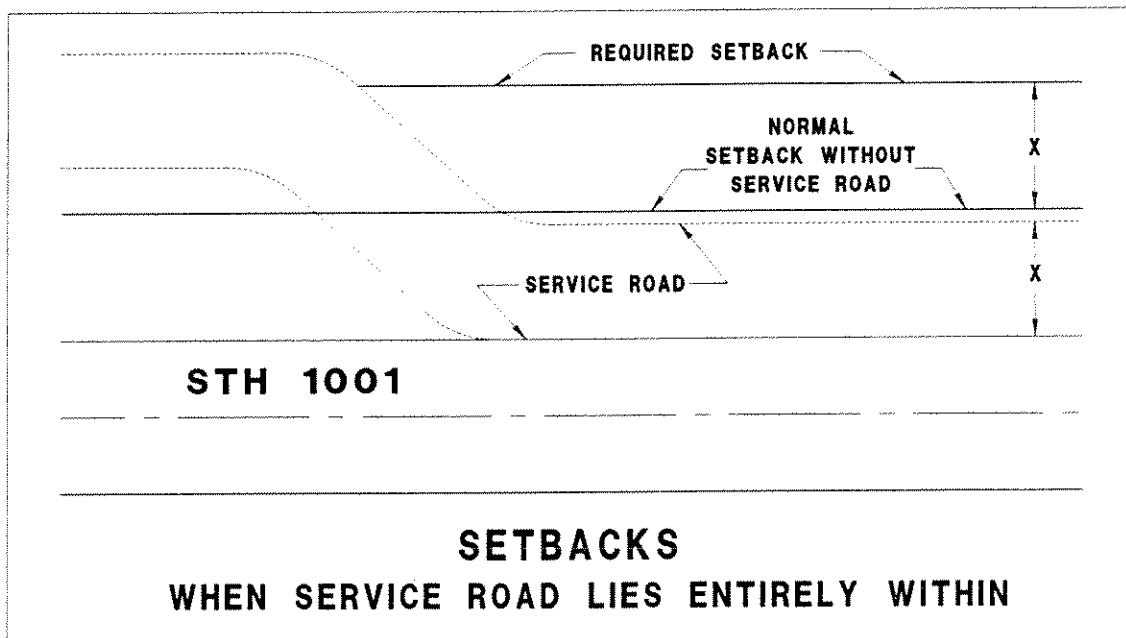 REQUIRED SETBACK
NORMAL
SETBACK WITHOUT
SERVICE ROAD
X
X
SERVICE ROAD
STH 1001
SETBACKS
WHEN SERVICE ROAD LIES ENTIRELY WITHIN